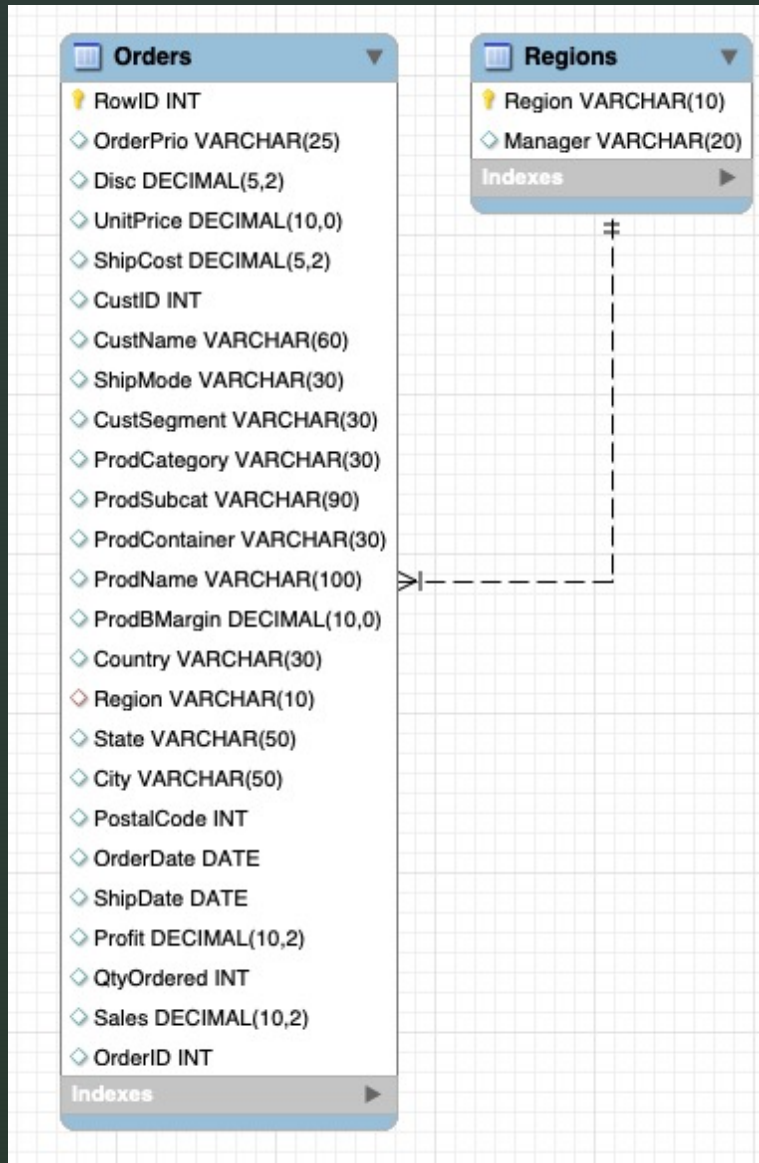 Orders
RowID INT
OrderPrio VARCHAR(25)
Disc DECIMAL(5,2)
UnitPrice DECIMAL(10,0)
ShipCost DECIMAL(5,2)
CustID INT
CustName VARCHAR(60)
ShipMode VARCHAR(30)
CustSegment VARCHAR(30)
ProdCategory VARCHAR(30)
ProdSubcat VARCHAR(90)
ProdContainer VARCHAR(30)
ProdName VARCHAR(100)
ProdBMargin DECIMAL(10,0)
Country VARCHAR(30)
Region VARCHAR(10)
State VARCHAR(50)
City VARCHAR(50)
PostalCode INT
OrderDate DATE
ShipDate DATE
Profit DECIMAL(10,2)
QtyOrdered INT
Sales DECIMAL(10,2)
OrderID INT
Indexes
Regions
Region VARCHAR(10)
Manager VARCHAR(20)
Indexes